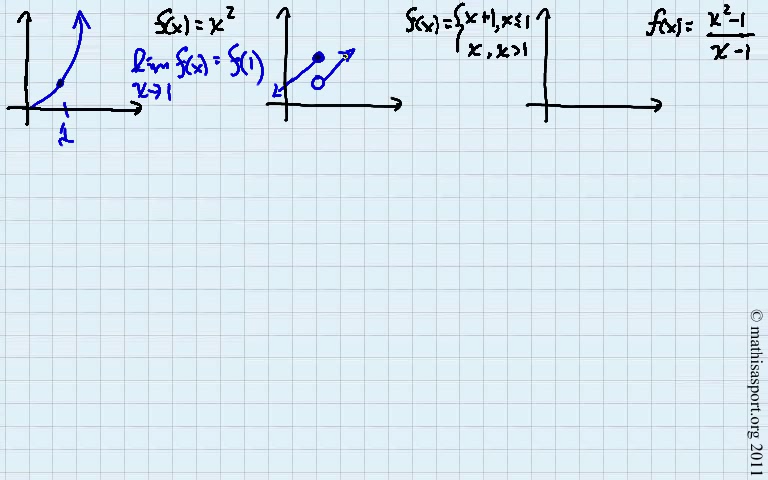 f(x) = x²
lim f(x) = f(1)
x→1
1
f(x) = { x+1, x≤1
x, x>1
f(x) = x²-1
x-1
© mathisasport.org 2011